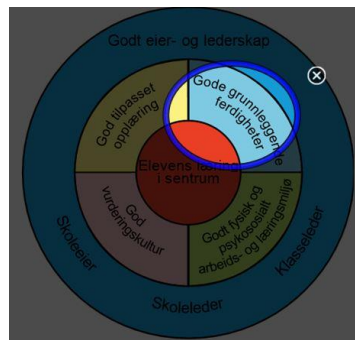 Godt eier- og lederskap
God tilpasset
opplæring
Gode grunnleggende
ferdigheter
Elevens læring
i sentrum
God
vurderingskultur
Godt fysisk og
psykososialt
arbeids- og læringsmiljø
Skoleeier
Skoleleder
Klasseleder